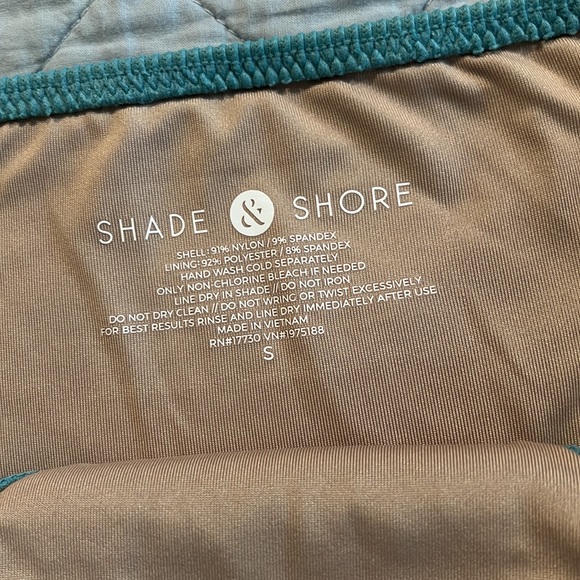 SHADE & SHORE
SHELL: 91% NYLON / 9% SPANDEX
LINING: 92% POLYESTER / 8% SPANDEX
HAND WASH COLD SEPARATELY
ONLY NON-CHLORINE BLEACH IF NEEDED
LINE DRY IN SHADE // DO NOT IRON
DO NOT DRY CLEAN // DO NOT WRING OR TWIST EXCESSIVELY
FOR BEST RESULTS RINSE AND LINE DRY IMMEDIATELY AFTER USE
MADE IN VIETNAM
RN#17730 VN#1975188
S